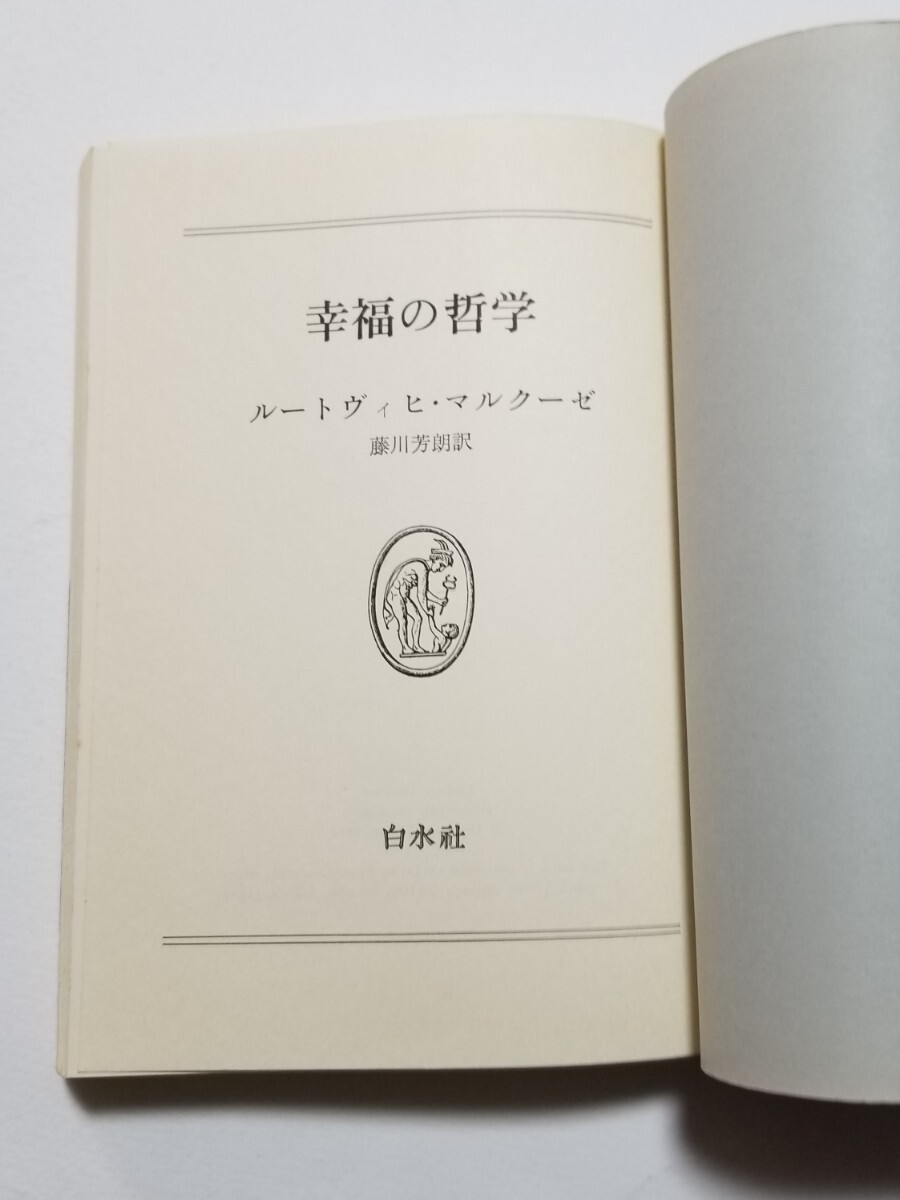 幸福の哲学
ルートヴィヒ・マルクーゼ
藤川芳朗訳
白水社